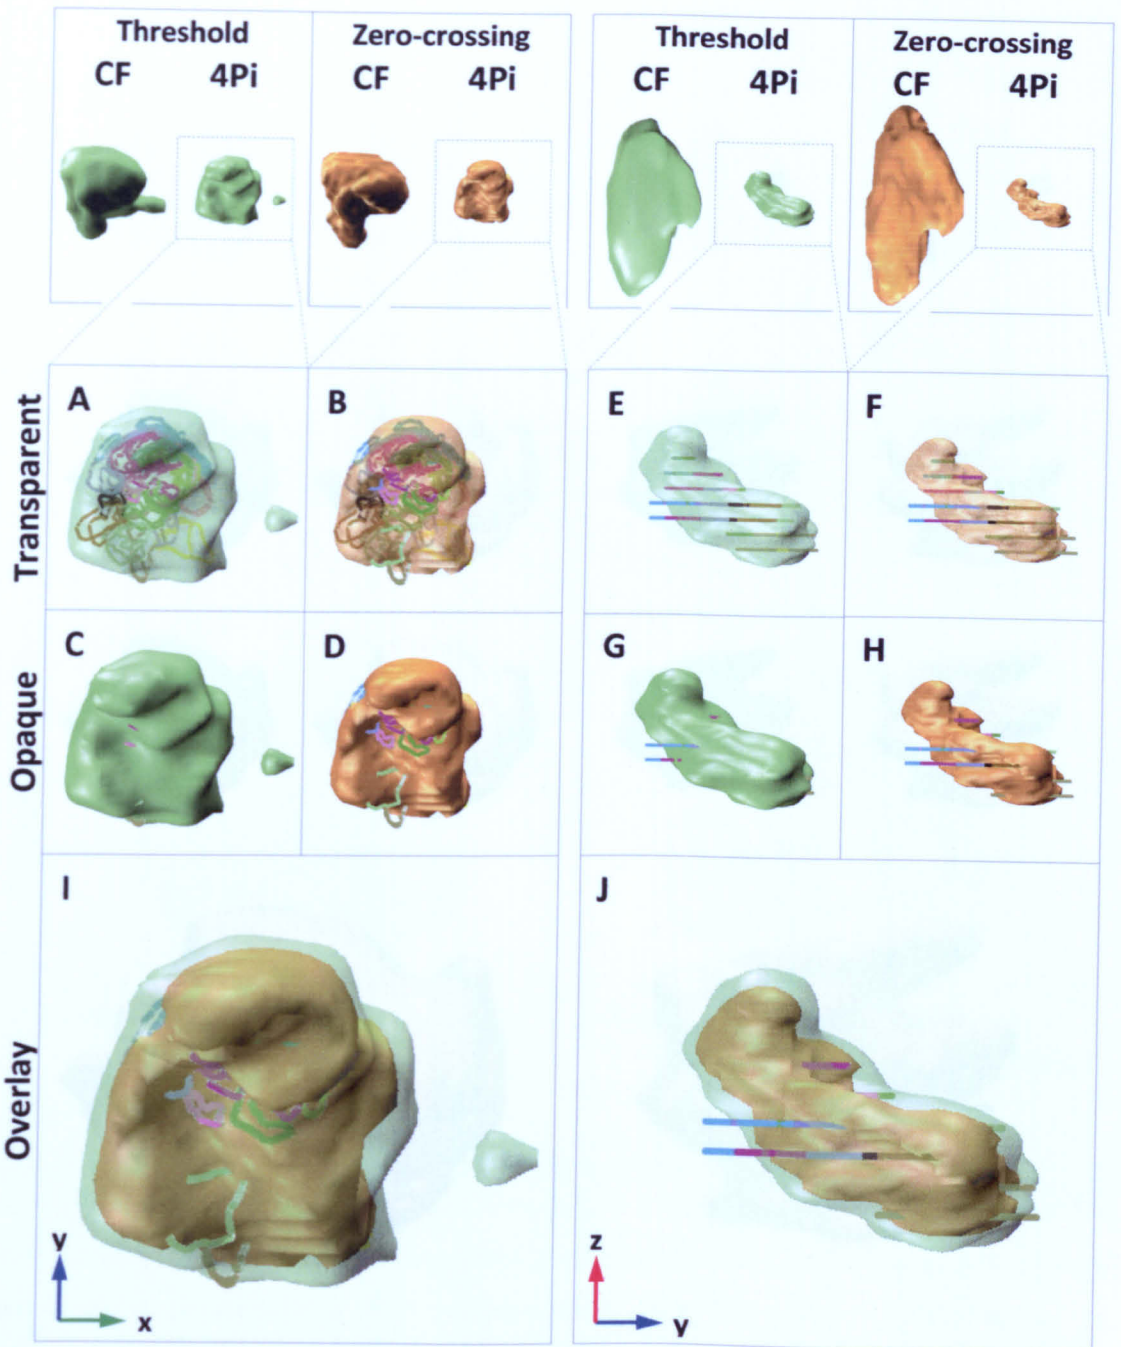 Threshold Zero-crossing Threshold Zero-crossing
CF 4Pi CF 4Pi CF 4Pi CF 4Pi
Transparent
A B E F
Opaque
C D G H
Overlay
I J
y z
x y